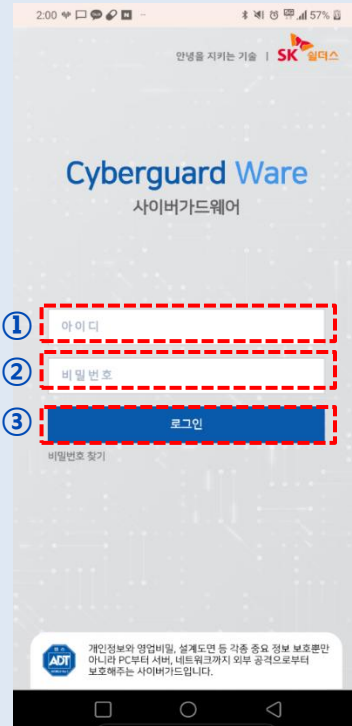 2:00
57%
안녕을 지키는 기술 | SK 쉴더스
Cyberguard Ware
사이버가드웨어
① 아이디
② 비밀번호
③ 로그인
비밀번호 찾기
개인정보와 영업비밀, 설계도면 등 각종 중요 정보 보호뿐만
아니라 PC부터 서버, 네트워크까지 외부 공격으로부터
보호해주는 사이버가드입니다.
ADT